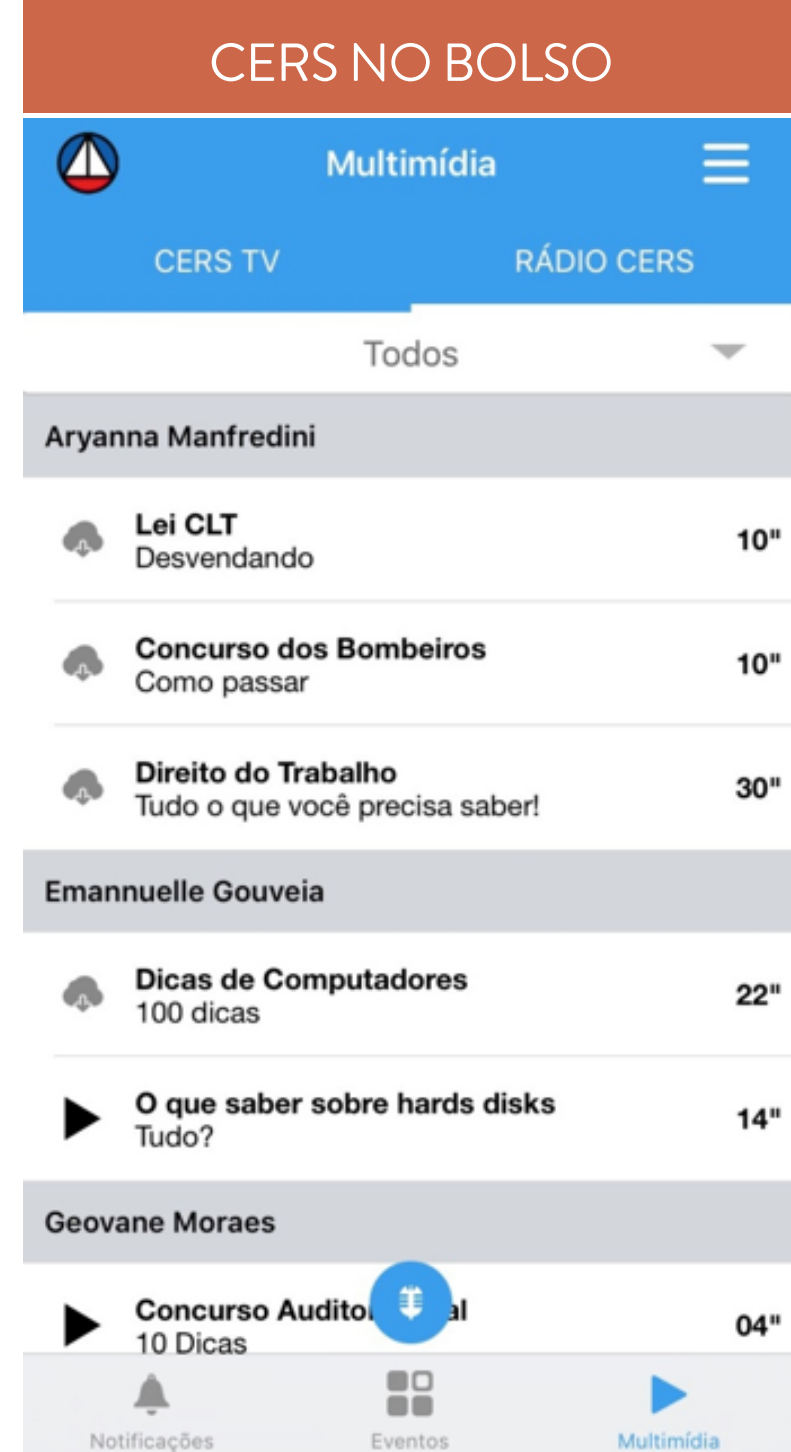 CERS NO BOLSO
Multimídia
CERS TV
RÁDIO CERS
Todos
Aryanna Manfredini
Lei CLT
Desvendando
10"
Concurso dos Bombeiros
Como passar
10"
Direito do Trabalho
Tudo o que você precisa saber!
30"
Emannuelle Gouveia
Dicas de Computadores
100 dicas
22"
O que saber sobre hards disks
Tudo?
14"
Geovane Moraes
Concurso
10 Dicas
04"
Notificações
Eventos
Multimídia